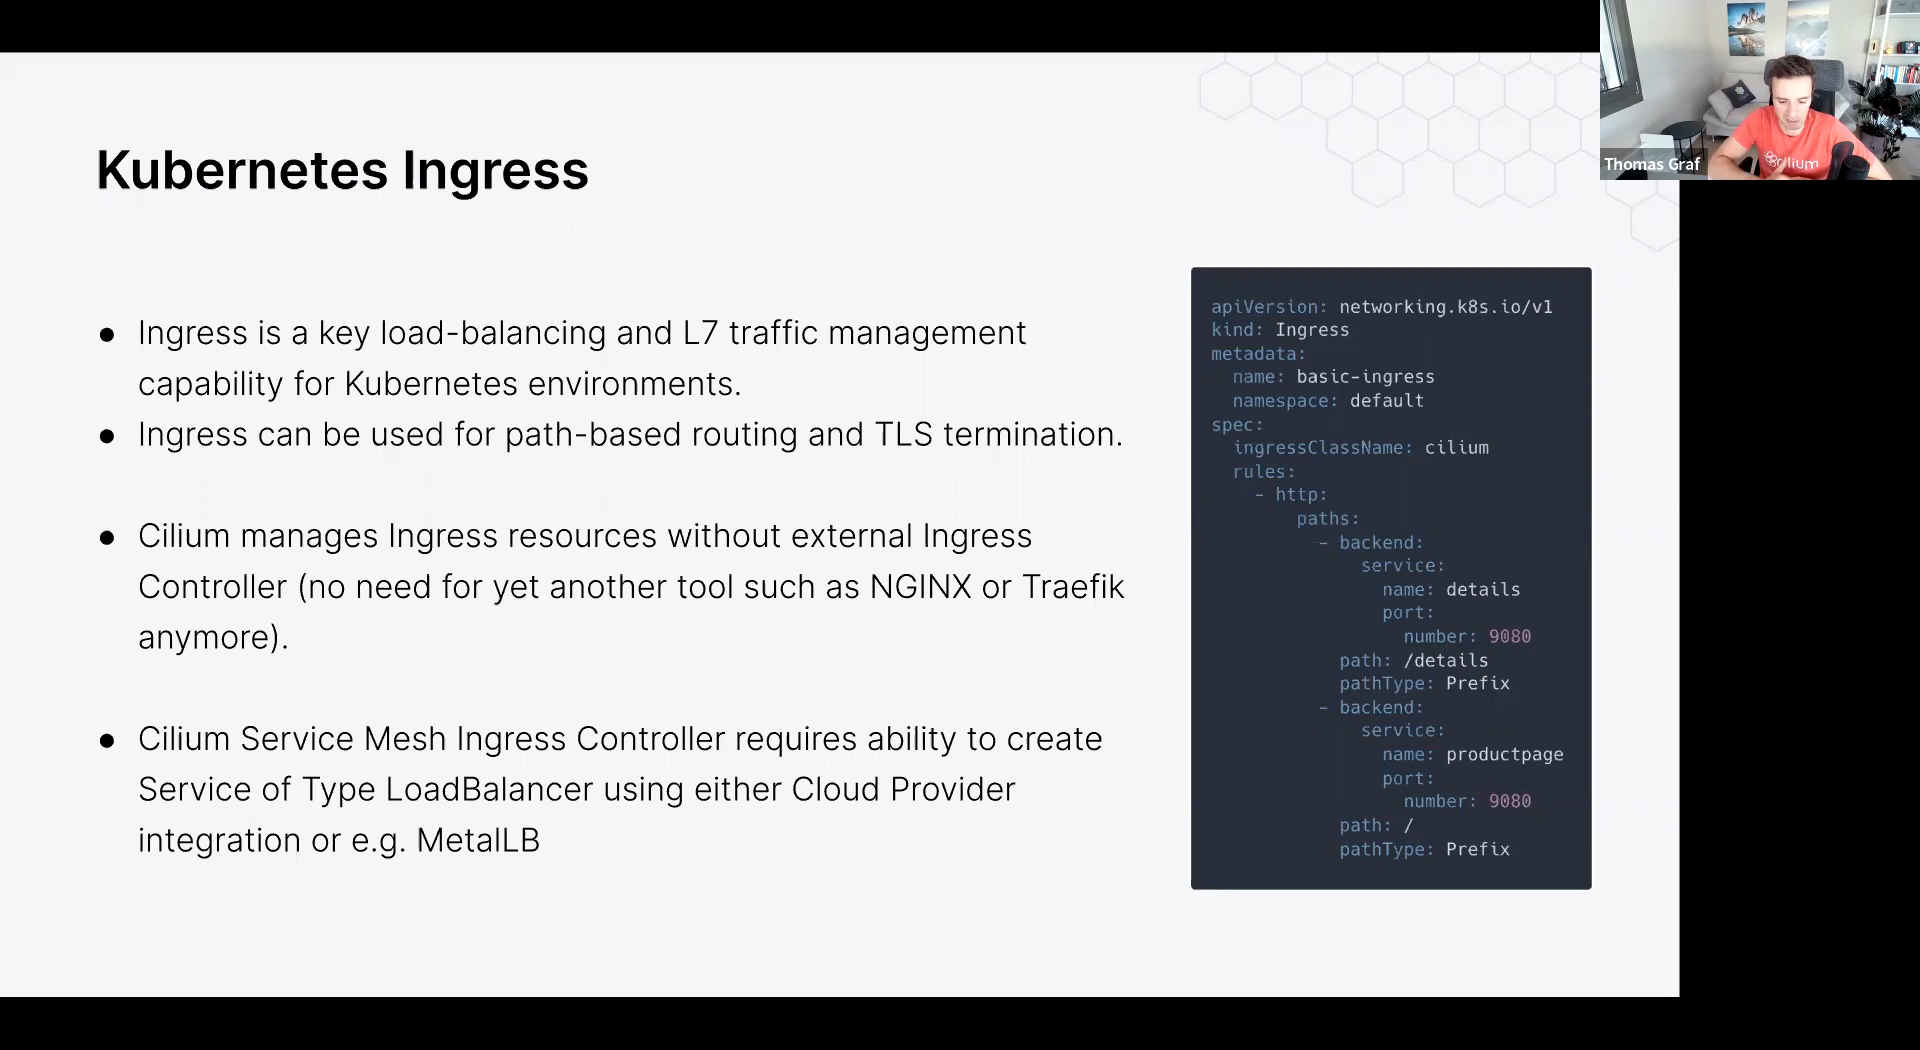 Kubernetes Ingress
● Ingress is a key load-balancing and L7 traffic management
capability for Kubernetes environments.
● Ingress can be used for path-based routing and TLS termination.
● Cilium manages Ingress resources without external Ingress
Controller (no need for yet another tool such as NGINX or Traefik
anymore).
● Cilium Service Mesh Ingress Controller requires ability to create
Service of Type LoadBalancer using either Cloud Provider
integration or e.g. MetalLB
apiVersion: networking.k8s.io/v1
kind: Ingress
metadata:
  name: basic-ingress
  namespace: default
spec:
  ingressClassName: cilium
  rules:
    - http:
        paths:
          - backend:
              service:
                name: details
                port:
                  number: 9080
            path: /details
            pathType: Prefix
          - backend:
              service:
                name: productpage
                port:
                  number: 9080
            path: /
            pathType: Prefix
Thomas Graf
cilium